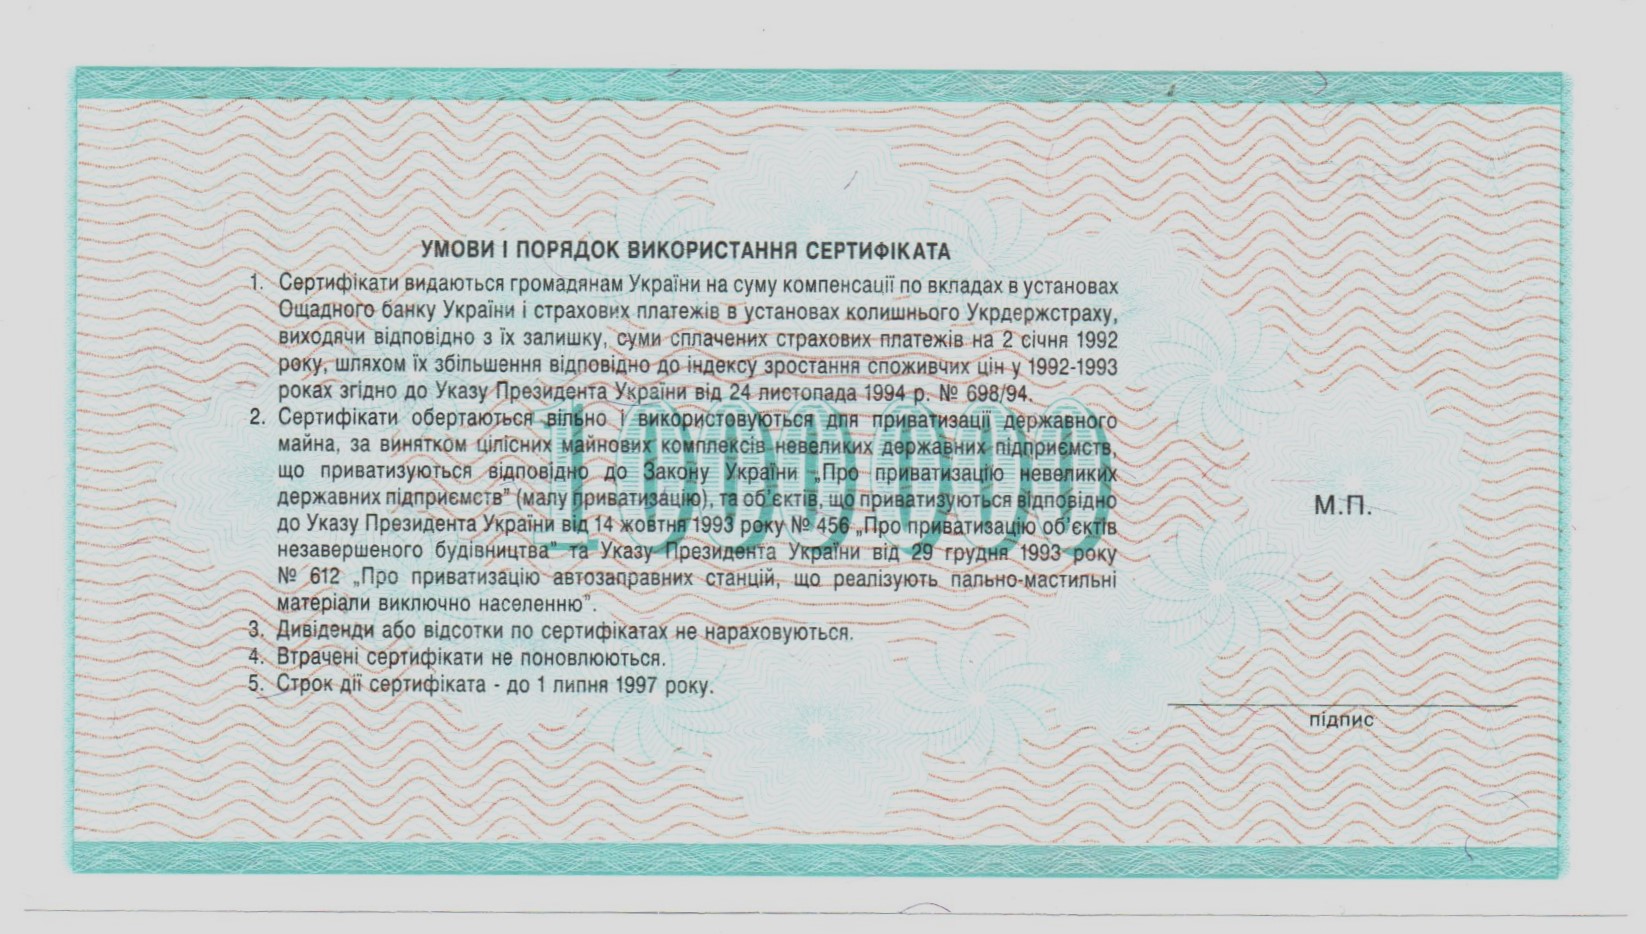 УМОВИ І ПОРЯДОК ВИКОРИСТАННЯ СЕРТИФІКАТА
1. Сертифікати видаються громадянам України на суму компенсації по вкладах в установах
Ощадного банку України і страхових платежів в установах колишнього Укрдержстраху,
виходячи відповідно з їх залишку, суми сплачених страхових платежів на 2 січня 1992
року, шляхом їх збільшення відповідно до індексу зростання споживчих цін у 1992-1993
роках згідно до Указу Президента України від 24 листопада 1994 р. № 698/94.
2. Сертифікати обертаються вільно і використовуються для приватизації державного
майна, за винятком цілісних майнових комплексів невеликих державних підприємств,
що приватизуються відповідно до Закону України „Про приватизацію невеликих
державних підприємств" (малу приватизацію), та об'єктів, що приватизуються відповідно
до Указу Президента України від 14 жовтня 1993 року № 456 „Про приватизацію об'єктів
незавершеного будівництва" та Указу Президента України від 29 грудня 1993 року
№ 612 „Про приватизацію автозаправних станцій, що реалізують пально-мастильні
матеріали виключно населенню".
3. Дивіденди або відсотки по сертифікатах не нараховуються.
4. Втрачені сертифікати не поновлюються.
5. Строк дії сертифіката - до 1 липня 1997 року.
1 000 000
М.П.
підпис